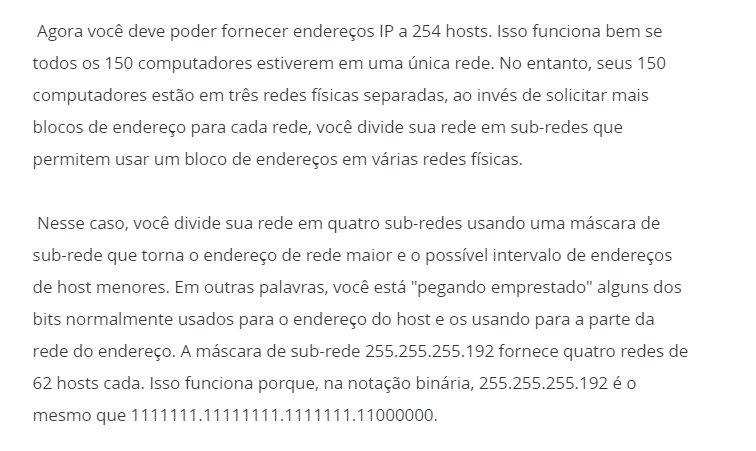 Agora você deve poder fornecer endereços IP a 254 hosts. Isso funciona bem se
todos os 150 computadores estiverem em uma única rede. No entanto, seus 150
computadores estão em três redes físicas separadas, ao invés de solicitar mais
blocos de endereço para cada rede, você divide sua rede em sub-redes que
permitem usar um bloco de endereços em várias redes físicas.
Nesse caso, você divide sua rede em quatro sub-redes usando uma máscara de
sub-rede que torna o endereço de rede maior e o possível intervalo de endereços
de host menores. Em outras palavras, você está "pegando emprestado" alguns dos
bits normalmente usados para o endereço do host e os usando para a parte da
rede do endereço. A máscara de sub-rede 255.255.255.192 fornece quatro redes de
62 hosts cada. Isso funciona porque, na notação binária, 255.255.255.192 é o
mesmo que 1111111.11111111.1111111.11000000.